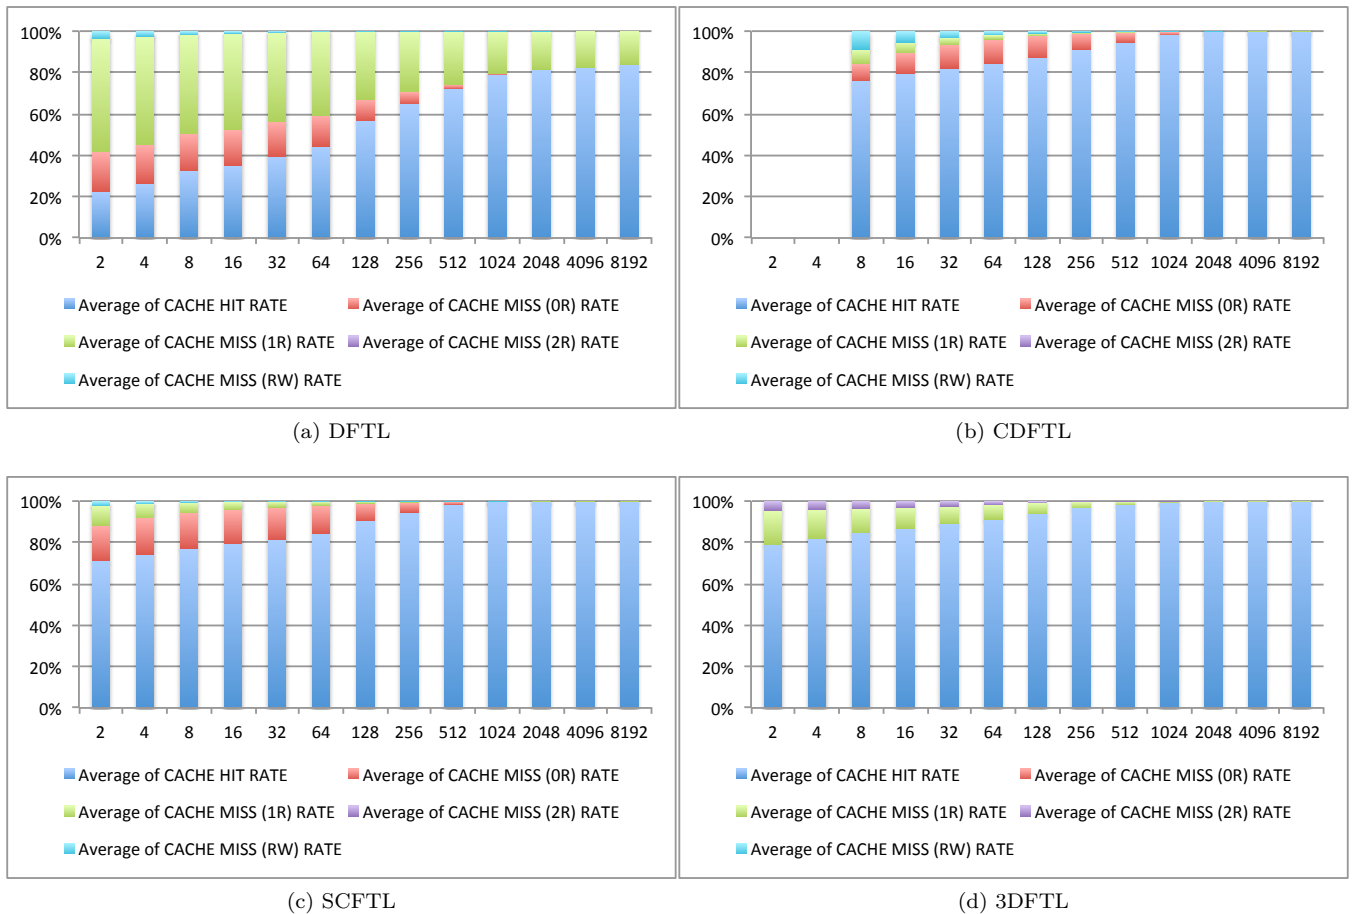 100%
80%
60%
40%
20%
0%
2 4 8 16 32 64 128 256 512 1024 2048 4096 8192
Average of CACHE HIT RATE Average of CACHE MISS (0R) RATE
Average of CACHE MISS (1R) RATE Average of CACHE MISS (2R) RATE
Average of CACHE MISS (RW) RATE
(a) DFTL
100%
80%
60%
40%
20%
0%
2 4 8 16 32 64 128 256 512 1024 2048 4096 8192
Average of CACHE HIT RATE Average of CACHE MISS (0R) RATE
Average of CACHE MISS (1R) RATE Average of CACHE MISS (2R) RATE
Average of CACHE MISS (RW) RATE
(b) CDFTL
100%
80%
60%
40%
20%
0%
2 4 8 16 32 64 128 256 512 1024 2048 4096 8192
Average of CACHE HIT RATE Average of CACHE MISS (0R) RATE
Average of CACHE MISS (1R) RATE Average of CACHE MISS (2R) RATE
Average of CACHE MISS (RW) RATE
(c) SCFTL
100%
80%
60%
40%
20%
0%
2 4 8 16 32 64 128 256 512 1024 2048 4096 8192
Average of CACHE HIT RATE Average of CACHE MISS (0R) RATE
Average of CACHE MISS (1R) RATE Average of CACHE MISS (2R) RATE
Average of CACHE MISS (RW) RATE
(d) 3DFTL